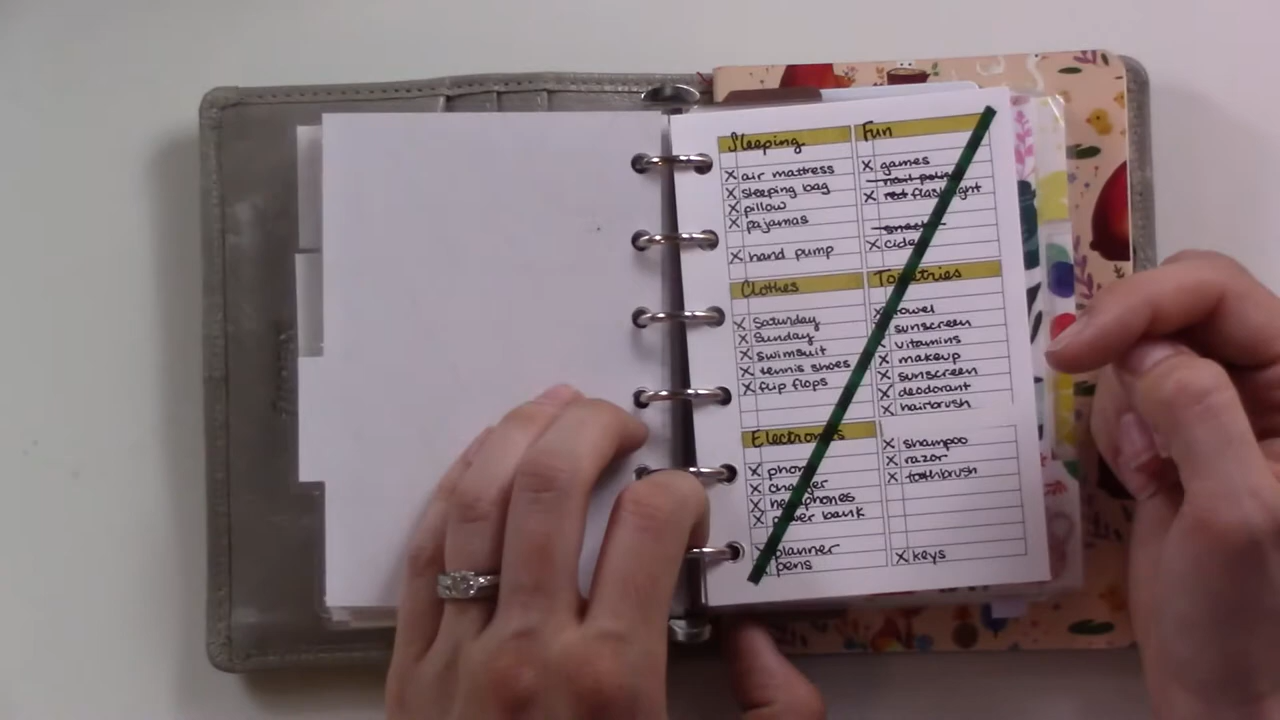 Sleeping
X air mattress
X sleeping bag
X pillow
X pajamas
X hand pump
Fun
X games
nail polish
X red flashlight
snacks
X cider
Clothes
X Saturday
X Sunday
X swimsuit
X tennis shoes
X flip flops
Toiletries
X towel
sunscreen
vitamins
X makeup
X sunscreen
X deodorant
X hairbrush
X shampoo
X razor
X toothbrush
X keys
Electronics
X phone
X charger
X headphones
X power bank
X planner
pens